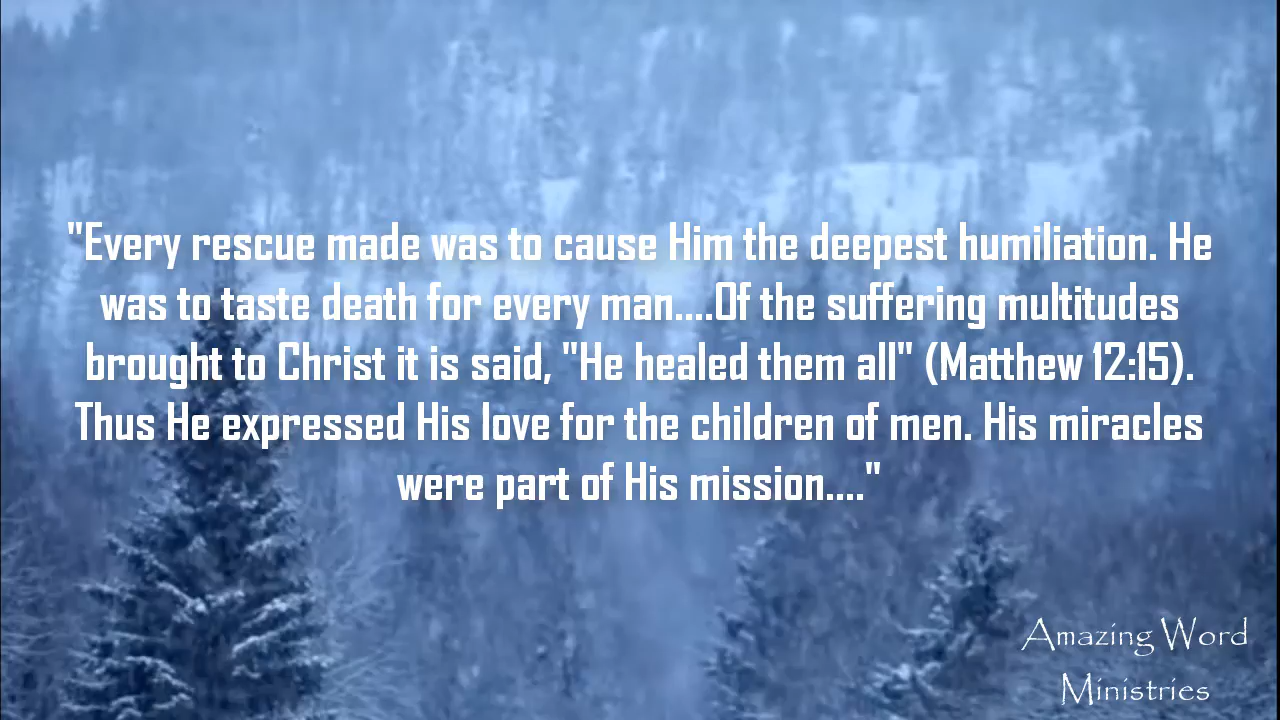 "Every rescue made was to cause Him the deepest humiliation. He
was to taste death for every man....Of the suffering multitudes
brought to Christ it is said, "He healed them all" (Matthew 12:15).
Thus He expressed His love for the children of men. His miracles
were part of His mission...."
Amazing Word
Ministries